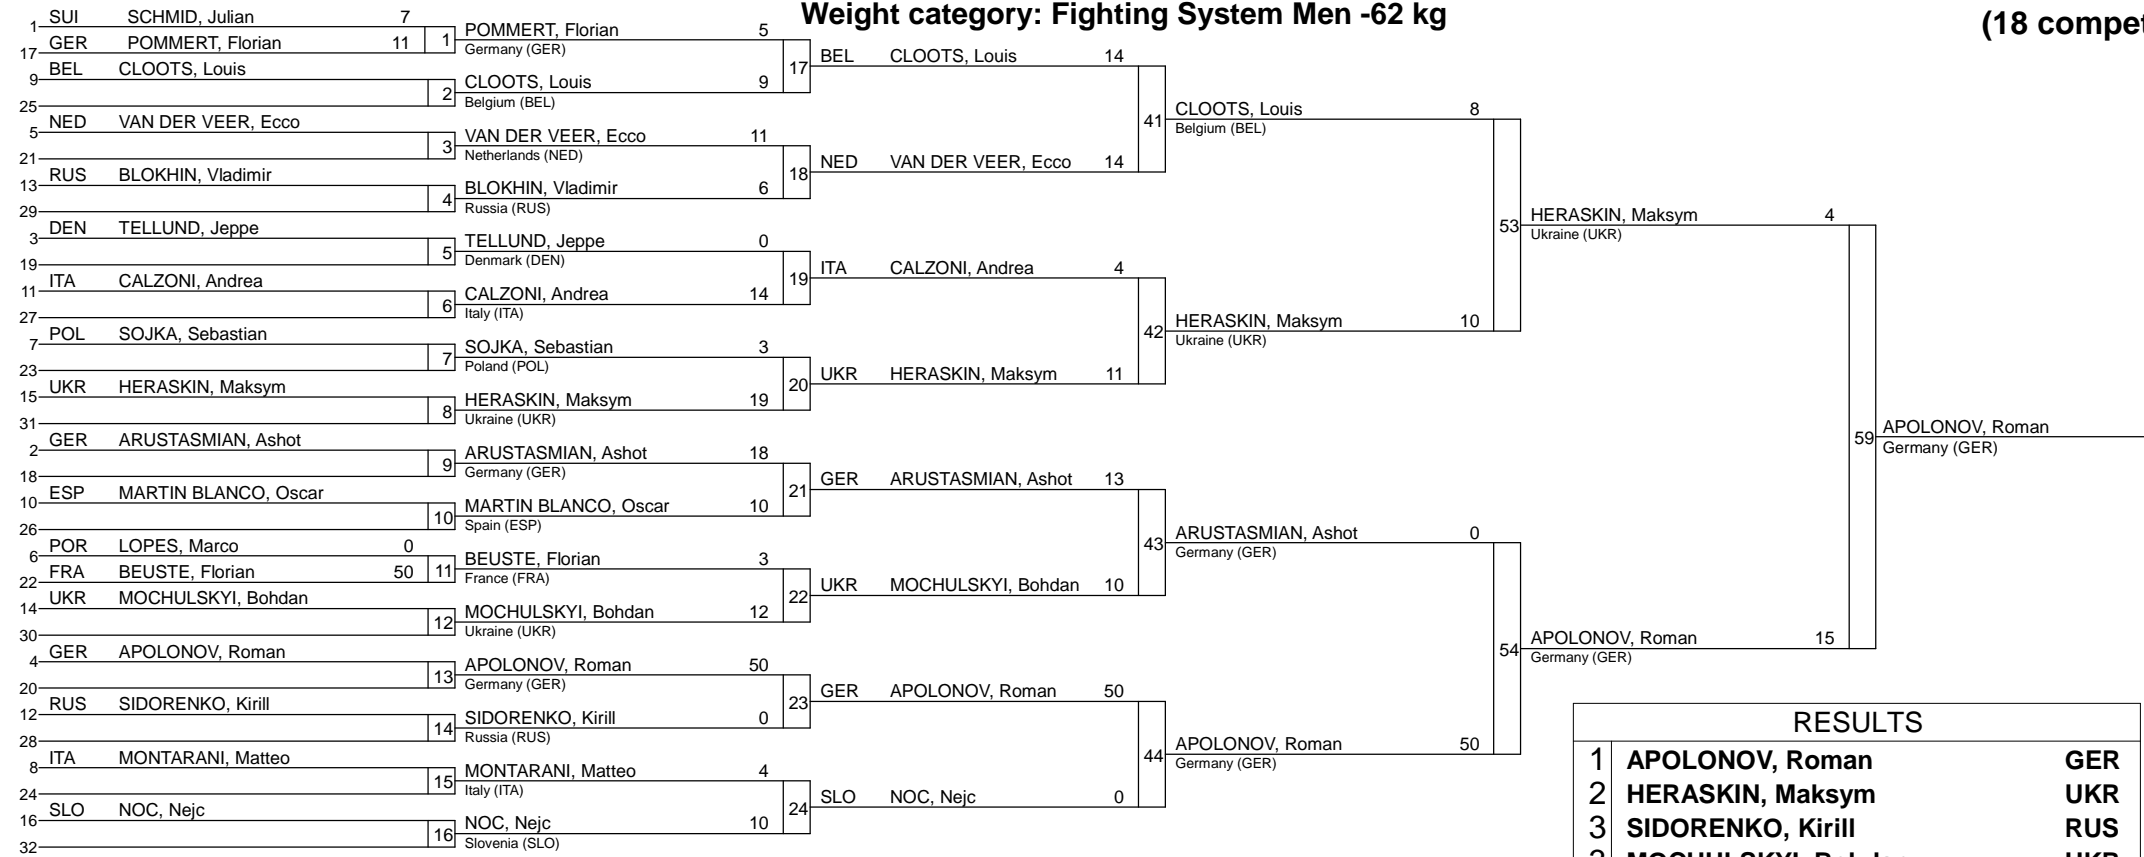 Weight category: Fighting System Men -62 kg
(18 compet
1 SUI SCHMID, Julian 7
17 GER POMMERT, Florian 11
9 BEL CLOOTS, Louis
25
5 NED VAN DER VEER, Ecco
21
13 RUS BLOKHIN, Vladimir
29
3 DEN TELLUND, Jeppe
19
11 ITA CALZONI, Andrea
27
7 POL SOJKA, Sebastian
23
15 UKR HERASKIN, Maksym
31
2 GER ARUSTASMIAN, Ashot
18
10 ESP MARTIN BLANCO, Oscar
26
6 POR LOPES, Marco 0
22 FRA BEUSTE, Florian 50
14 UKR MOCHULSKYI, Bohdan
30
4 GER APOLONOV, Roman
20
12 RUS SIDORENKO, Kirill
28
8 ITA MONTARANI, Matteo
24
16 SLO NOC, Nejc
32
1 POMMERT, Florian 5
Germany (GER)
2 CLOOTS, Louis 9
Belgium (BEL)
3 VAN DER VEER, Ecco 11
Netherlands (NED)
4 BLOKHIN, Vladimir 6
Russia (RUS)
5 TELLUND, Jeppe 0
Denmark (DEN)
6 CALZONI, Andrea 14
Italy (ITA)
7 SOJKA, Sebastian 3
Poland (POL)
8 HERASKIN, Maksym 19
Ukraine (UKR)
9 ARUSTASMIAN, Ashot 18
Germany (GER)
10 MARTIN BLANCO, Oscar 10
Spain (ESP)
11 BEUSTE, Florian 3
France (FRA)
12 MOCHULSKYI, Bohdan 12
Ukraine (UKR)
13 APOLONOV, Roman 50
Germany (GER)
14 SIDORENKO, Kirill 0
Russia (RUS)
15 MONTARANI, Matteo 4
Italy (ITA)
16 NOC, Nejc 10
Slovenia (SLO)
17 BEL CLOOTS, Louis 14
18 NED VAN DER VEER, Ecco 14
19 ITA CALZONI, Andrea 4
20 UKR HERASKIN, Maksym 11
21 GER ARUSTASMIAN, Ashot 13
22 UKR MOCHULSKYI, Bohdan 10
23 GER APOLONOV, Roman 50
24 SLO NOC, Nejc 0
41 CLOOTS, Louis 8
Belgium (BEL)
42 HERASKIN, Maksym 10
Ukraine (UKR)
43 ARUSTASMIAN, Ashot 0
Germany (GER)
44 APOLONOV, Roman 50
Germany (GER)
53 HERASKIN, Maksym 4
Ukraine (UKR)
54 APOLONOV, Roman 15
Germany (GER)
59 APOLONOV, Roman
Germany (GER)
RESULTS
1 APOLONOV, Roman GER
2 HERASKIN, Maksym UKR
3 SIDORENKO, Kirill RUS
3 MOCHULSKYI, Bohdan UKR